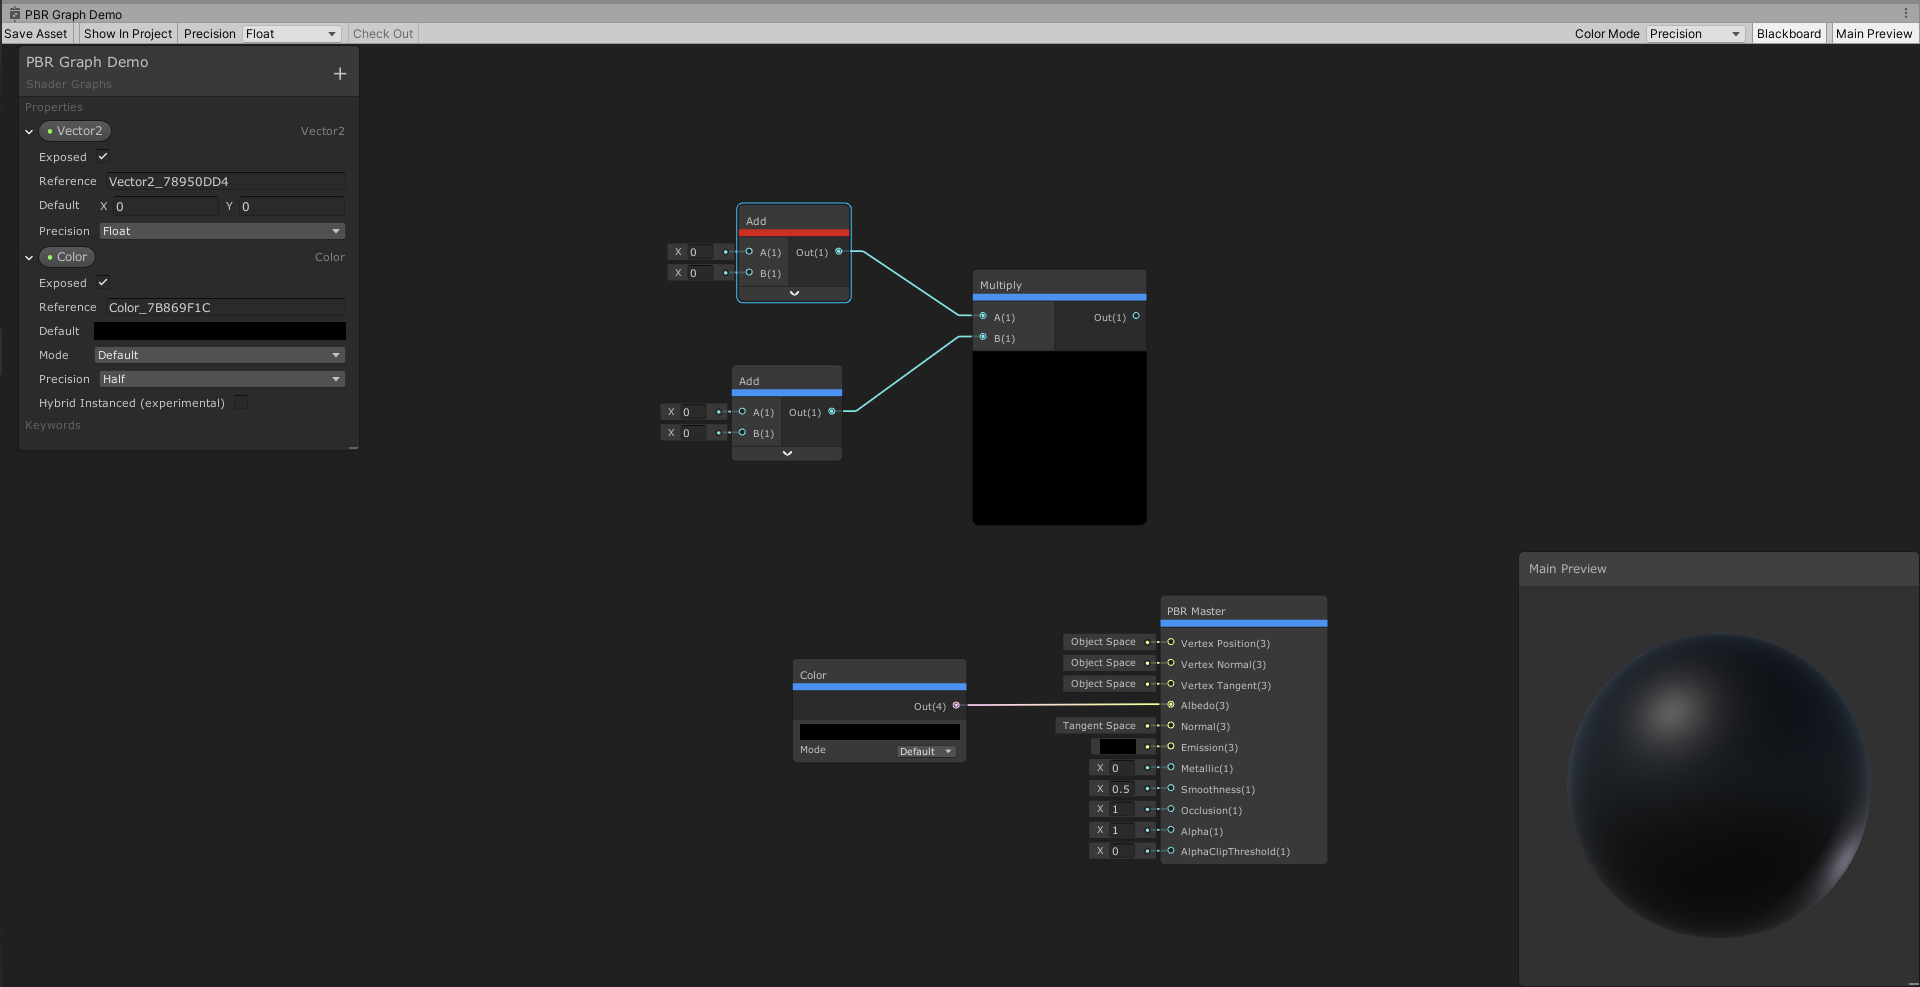 PBR Graph Demo
Save Asset Show In Project Precision Float Check Out Color Mode Precision Blackboard Main Preview
PBR Graph Demo
Shader Graphs
Properties
Vector2 Vector2
Exposed
Reference Vector2_78950DD4
Default X 0 Y 0
Precision Float
Color Color
Exposed
Reference Color_7B869F1C
Default
Mode Default
Precision Half
Hybrid Instanced (experimental)
Keywords
Add
X 0 A(1) Out(1)
X 0 B(1)
Multiply
A(1) Out(1)
B(1)
Add
X 0 A(1) Out(1)
X 0 B(1)
Color
Out(4)
Mode Default
PBR Master
Object Space Vertex Position(3)
Object Space Vertex Normal(3)
Object Space Vertex Tangent(3)
Albedo(3)
Tangent Space Normal(3)
Emission(3)
X 0 Metallic(1)
X 0.5 Smoothness(1)
X 1 Occlusion(1)
X 1 Alpha(1)
X 0 AlphaClipThreshold(1)
Main Preview